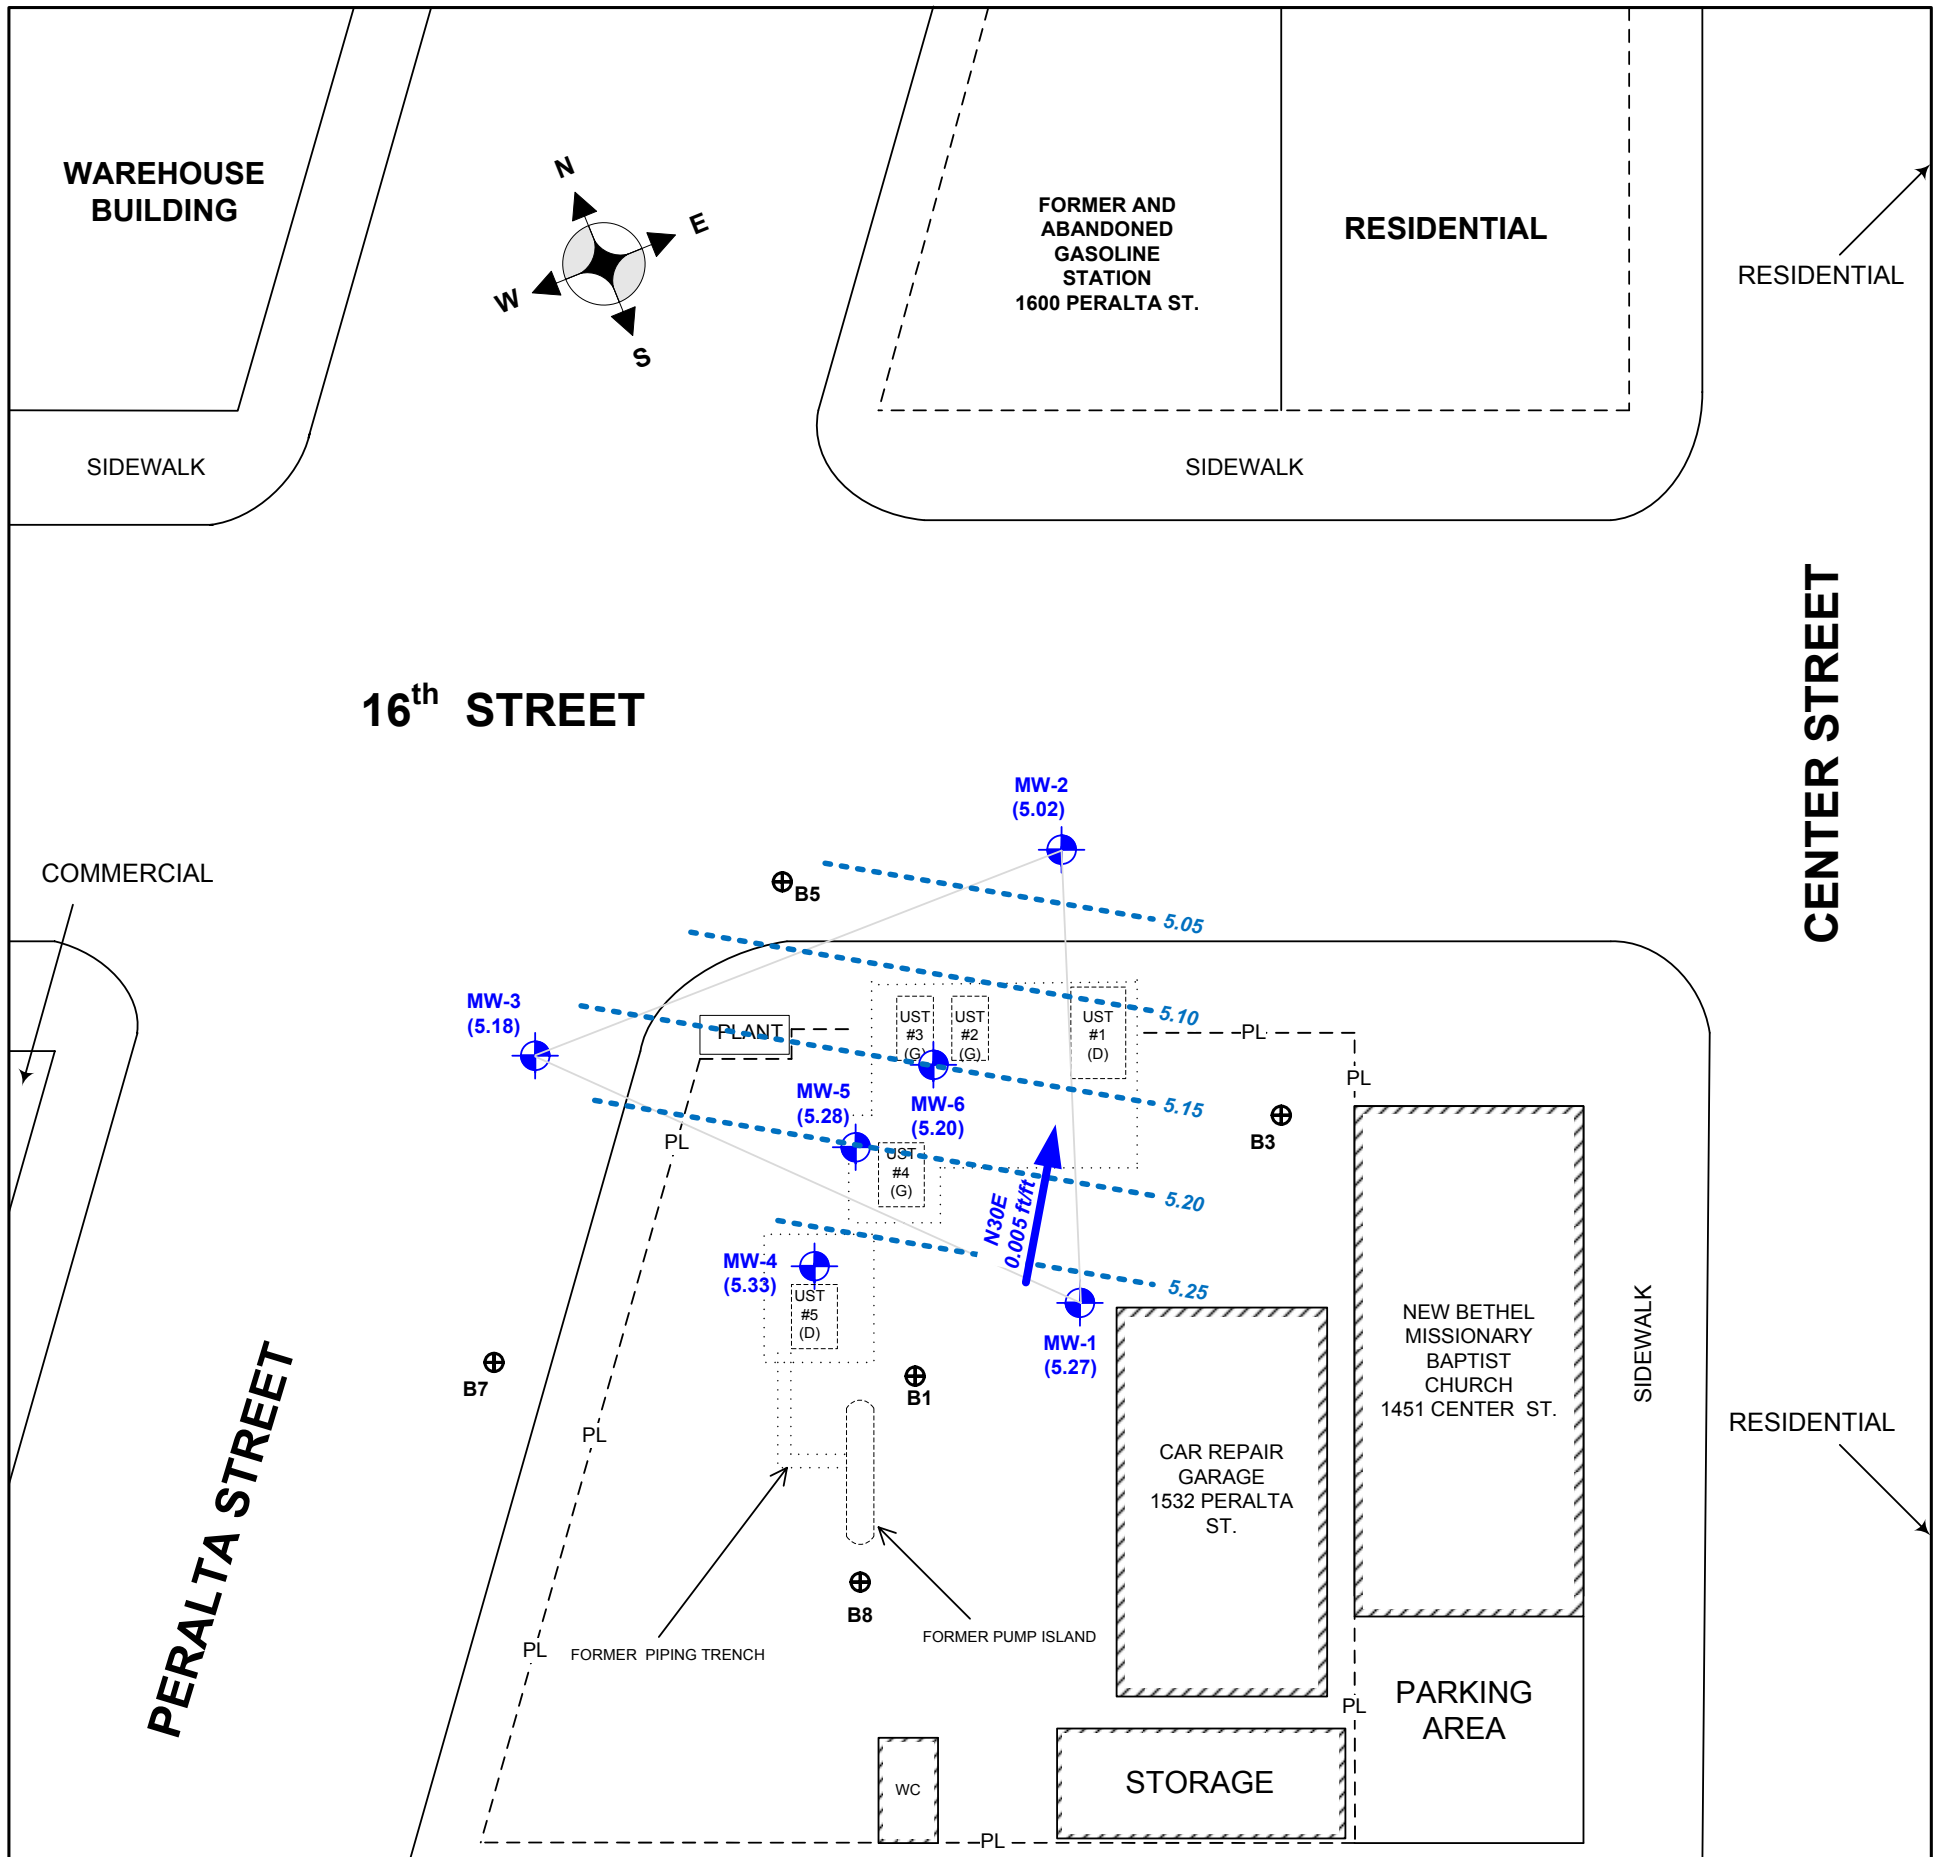 WAREHOUSE
BUILDING
N
E
W
S
FORMER AND
ABANDONED
GASOLINE
STATION
1600 PERALTA ST.
RESIDENTIAL
RESIDENTIAL
SIDEWALK
SIDEWALK
16th STREET
CENTER STREET
COMMERCIAL
MW-2
(5.02)
B5
5.05
MW-3
(5.18)
PLANT
UST
#3
(G)
UST
#2
(G)
UST
#1
(D)
5.10
PL
PL
MW-5
(5.28)
MW-6
(5.20)
5.15
B3
PL
UST
#4
(G)
5.20
N30E
0.005 ft/ft
MW-4
(5.33)
UST
#5
(D)
5.25
MW-1
(5.27)
B7
B1
PL
NEW BETHEL
MISSIONARY
BAPTIST
CHURCH
1451 CENTER ST.
SIDEWALK
RESIDENTIAL
CAR REPAIR
GARAGE
1532 PERALTA
ST.
PERALTA STREET
B8
FORMER PIPING TRENCH
FORMER PUMP ISLAND
PL
PL
PARKING
AREA
WC
STORAGE
PL